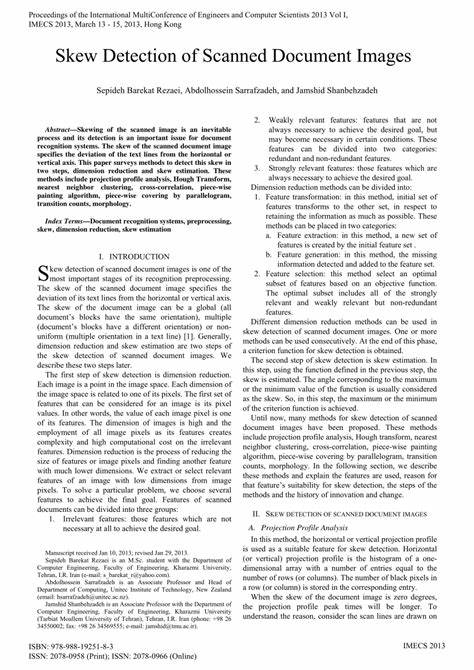 Proceedings of the International MultiConference of Engineers and Computer Scientists 2013 Vol I,
IMECS 2013, March 13 - 15, 2013, Hong Kong
Skew Detection of Scanned Document Images
Sepideh Barekat Rezaei, Abdolhossein Sarrafzadeh, and Jamshid Shanbehzadeh
Abstract—Skewing of the scanned image is an inevitable
process and its detection is an important issue for document
recognition systems. The skew of the scanned document image
specifies the deviation of the text lines from the horizontal or
vertical axis. This paper surveys methods to detect this skew in
two steps, dimension reduction and skew estimation. These
methods include projection profile analysis, Hough Transform,
nearest neighbor clustering, cross-correlation, piece-wise
painting algorithm, piece-wise covering by parallelogram,
transition counts, morphology.
Index Terms—Document recognition systems, preprocessing,
skew, dimension reduction, skew estimation
I. INTRODUCTION
Skew detection of scanned document images is one of the
most important stages of its recognition preprocessing.
The skew of the scanned document image specifies the
deviation of its text lines from the horizontal or vertical axis.
The skew of the document image can be a global (all
document's blocks have the same orientation), multiple
(document's blocks have a different orientation) or non-
uniform (multiple orientation in a text line) [1]. Generally,
dimension reduction and skew estimation are two steps of
the skew detection of scanned document images. We
describe these two steps later.
The first step of skew detection is dimension reduction.
Each image is a point in the image space. Each dimension of
the image space is related to one of its pixels. The first set of
features that can be considered for an image is its pixel
values. In other words, the value of each image pixel is one
of its features. The dimension of images is high and the
employment of all image pixels as its features creates
complexity and high computational cost on the irrelevant
features. Dimension reduction is the process of reducing the
size of features or image pixels and finding another feature
with much lower dimensions. We extract or select relevant
features of an image with low dimensions from image
pixels. To solve a particular problem, we choose several
features to achieve the final goal. Features of scanned
documents can be divided into three groups:
1. Irrelevant features: those features which are not
necessary at all to achieve the desired goal.
Manuscript received Jan 10, 2013; revised Jan 29, 2013.
Sepideh Barekat Rezaei is an M.Sc. student with the Department of
Computer Engineering, Faculty of Engineering, Kharazmi University,
Tehran, I.R. Iran (e-mail: s_barekat_r@yahoo.com).
Abdolhossein Sarrafzadeh is an Associate Professor and Head of
Department of Computing, Unitec Institute of Technology, New Zealand
(email: hsarrafzadeh@unitec.ac.nz).
Jamshid Shanbehzadeh is an Associate Professor with the Department of
Computer Engineering, Faculty of Engineering, Kharazmi University
(Tarbiat Moallem University of Tehran), Tehran, I.R. Iran (phone: +98 26
34550002; fax: +98 26 34569555; e-mail: jamshid@tmu.ac.ir).
2. Weakly relevant features: features that are not
always necessary to achieve the desired goal, but
may become necessary in certain conditions. These
features can be divided into two categories:
redundant and non-redundant features.
3. Strongly relevant features: those features which are
always necessary to achieve the desired goal.
Dimension reduction methods can be divided into:
1. Feature transformation: in this method, initial set of
features transforms to the other set, in respect to
retaining the information as much as possible. These
methods can be placed in two categories:
a. Feature extraction: in this method, a new set of
features is created by the initial feature set .
b. Feature generation: in this method, the missing
information detected and added to the feature set.
2. Feature selection: this method select an optimal
subset of features based on an objective function.
The optimal subset includes all of the strongly
relevant and weakly relevant but non-redundant
features.
Different dimension reduction methods can be used in
skew detection of scanned document images. One or more
methods can be used consecutively. At the end of this phase,
a criterion function for skew detection is obtained.
The second step of skew detection is skew estimation. In
this step, using the function defined in the previous step, the
skew is estimated. The angle corresponding to the maximum
or the minimum value of the function is usually considered
as the skew. So, in this step, the maximum or the minimum
of the criterion function is achieved.
Until now, many methods for skew detection of scanned
document images have been proposed. These methods
include projection profile analysis, Hough transform, nearest
neighbor clustering, cross-correlation, piece-wise painting
algorithm, piece-wise covering by parallelogram, transition
counts, morphology. In the following section, we describe
these methods and explain the features are used, reason for
that feature's suitability for skew detection, the steps of the
methods and the history of innovation and change.
II. SKEW DETECTION OF SCANNED DOCUMENT IMAGES
A. Projection Profile Analysis
In this method, the horizontal or vertical projection profile
is used as a suitable feature for skew detection. Horizontal
(or vertical) projection profile is the histogram of a one-
dimensional array with a number of entries equal to the
number of rows (or columns). The number of black pixels in
a row (or column) is stored in the corresponding entry.
When the skew of the document image is zero degrees,
the projection profile peak times will be longer. To
understand the reason, consider the scan lines are drawn on
ISBN: 978-988-19251-8-3
ISSN: 2078-0958 (Print); ISSN: 2078-0966 (Online)
IMECS 2013